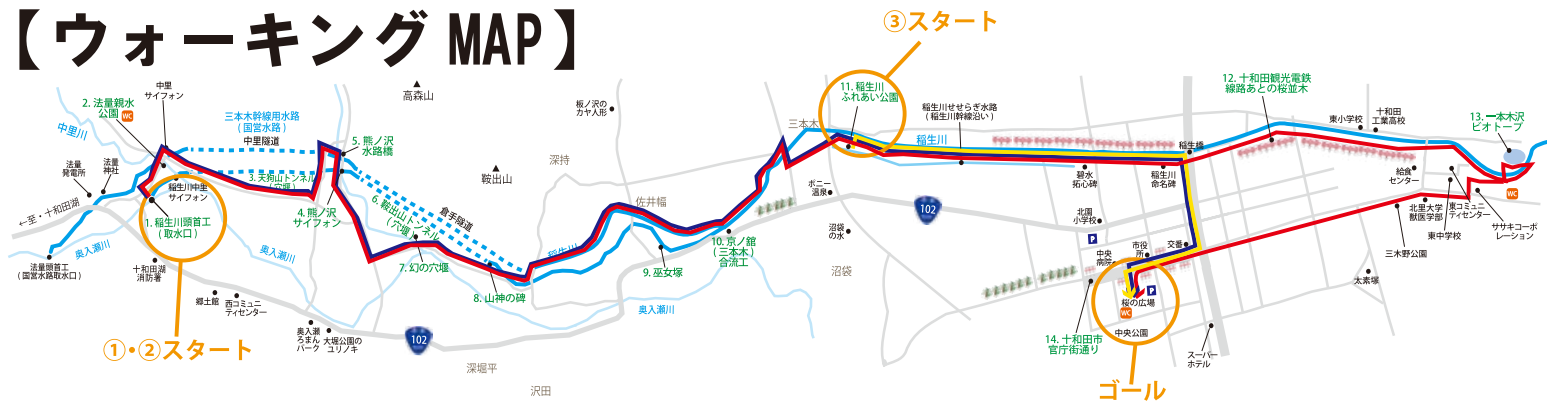 【ウォーキングMAP】
③スタート
2. 法量親水
公園
WC
中里
サイフォン
中里川
三本木幹線用水路
（国営水路）
中里隧道
▲
高森山
板ノ沢の
カヤ人形
5. 熊ノ沢
水路橋
3. 天狗山トンネル
（穴堰）
4. 熊ノ沢
サイフォン
法量
発電所
法量
神社
稲生川中里
サイフォン
1. 稲生川頭首工
（取水口）
←至・十和田湖
奥入瀬川
法量頭首工
（国営水路取水口）
十和田湖
消防署
奥入瀬川
郷土館
西コミュニ
ティセンター
奥入瀬
ろまん
パーク
大堀公園の
ユリノキ
102
①・②スタート
▲
鞍出山
深持
6. 鞍出山トンネル
（穴堰）
倉手隧道
7. 幻の穴堰
8. 山神の碑
稲生川
佐井幅
9. 巫女塚
奥入瀬川
深堀平
沢田
10. 京ノ舘
（三本木）
合流工
三本木
11. 稲生川
ふれあい公園
ポニー
温泉
沼袋
の水
沼袋
稲生川せせらぎ水路
（稲生川幹線沿い）
稲生川
102
碧水
拓心碑
稲生川
命名碑
稲生橋
北園
小学校
P
市役
所
交番
中央
病院
P
桜の広場
WC
中央公園
14. 十和田市
官庁街通り
ゴール
スーパー
ホテル
12. 十和田観光電鉄
線路あとの桜並木
東小学校
十和田
工業高校
13. 一本木沢
ビオトープ
給食
センター
WC
北里大学
獣医学部
東コミュニ
ティセンター
東中学校
ササキコーポ
レーション
三木野公園
太素塚